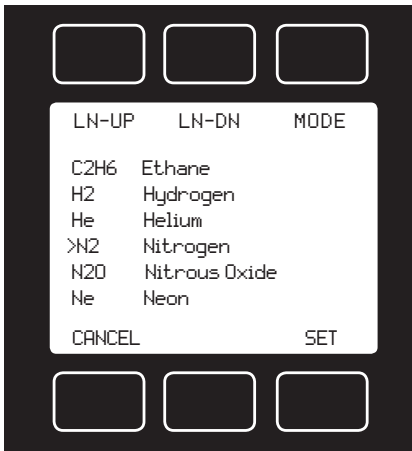 LN-UP LN-DN MODE
C2H6 Ethane
H2 Hydrogen
He Helium
>N2 Nitrogen
N2O Nitrous Oxide
Ne Neon
CANCEL SET